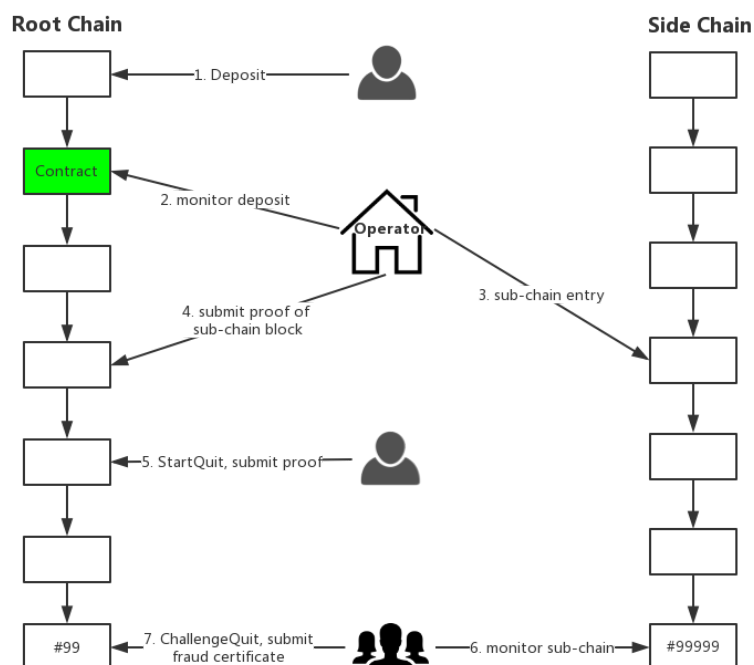 Root Chain
Side Chain
1. Deposit
Contract
2. monitor deposit
Operator
3. sub-chain entry
4. submit proof of
sub-chain block
5. StartQuit, submit proof
#99
7. ChallengeQuit, submit
fraud certificate
6. monitor sub-chain
#99999